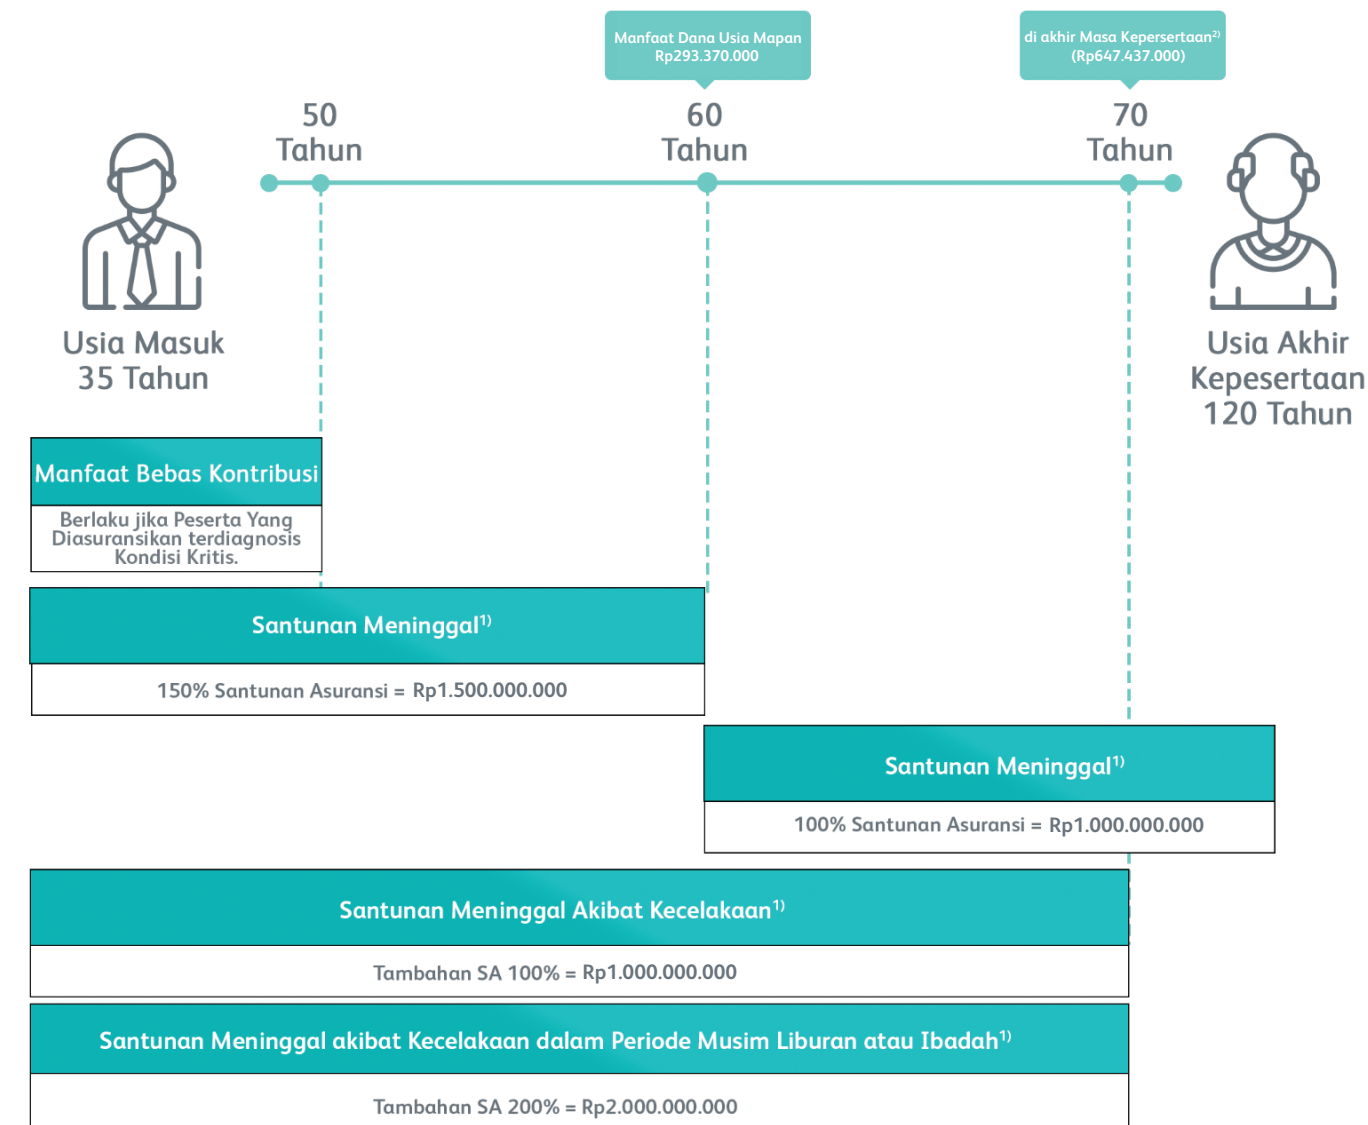 Manfaat Dana Usia Mapan
Rp293.370.000
di akhir Masa Kepersertaan²⁾
(Rp647.437.000)
50
Tahun
60
Tahun
70
Tahun
Usia Masuk
35 Tahun
Usia Akhir
Kepesertaan
120 Tahun
Manfaat Bebas Kontribusi
Berlaku jika Peserta Yang
Diasuransikan terdiagnosis
Kondisi Kritis.
Santunan Meninggal¹⁾
150% Santunan Asuransi = Rp1.500.000.000
Santunan Meninggal¹⁾
100% Santunan Asuransi = Rp1.000.000.000
Santunan Meninggal Akibat Kecelakaan¹⁾
Tambahan SA 100% = Rp1.000.000.000
Santunan Meninggal akibat Kecelakaan dalam Periode Musim Liburan atau Ibadah¹⁾
Tambahan SA 200% = Rp2.000.000.000